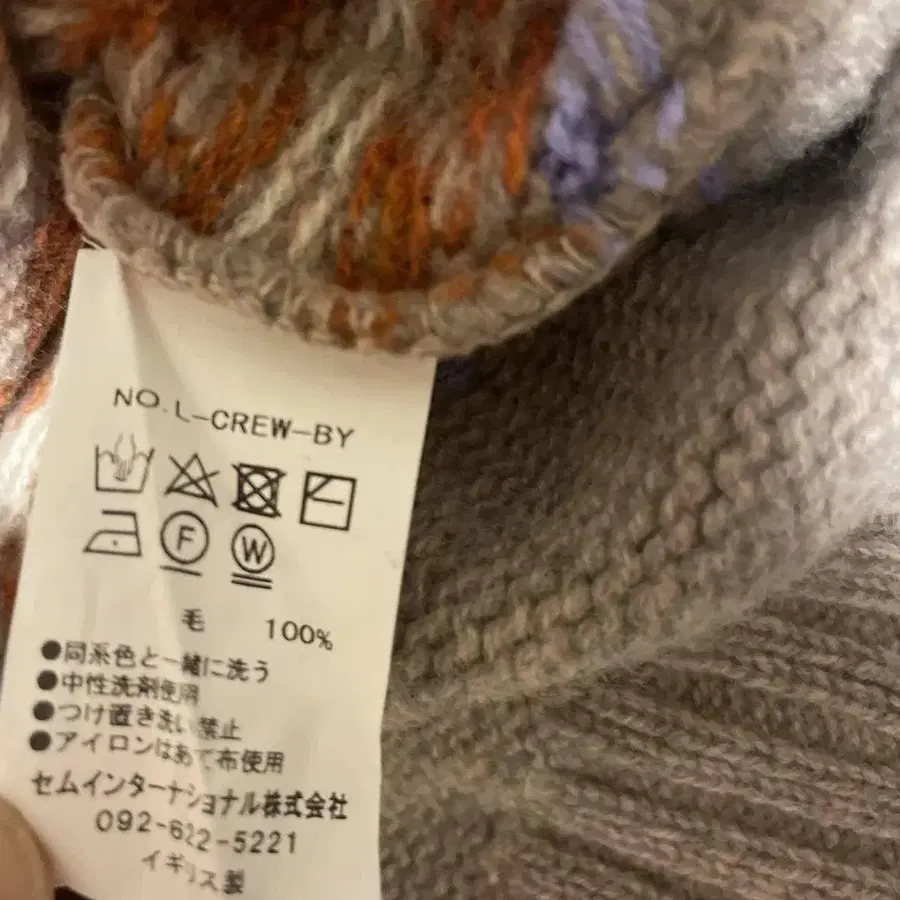 NO.L-CREW-BY
F W
毛 100%
●同系色と一緒に洗う
●中性洗剤使用
●つけ置き洗い禁止
●アイロンはあて布使用
セムインターナショナル株式会社
092-622-5221
イギリス製